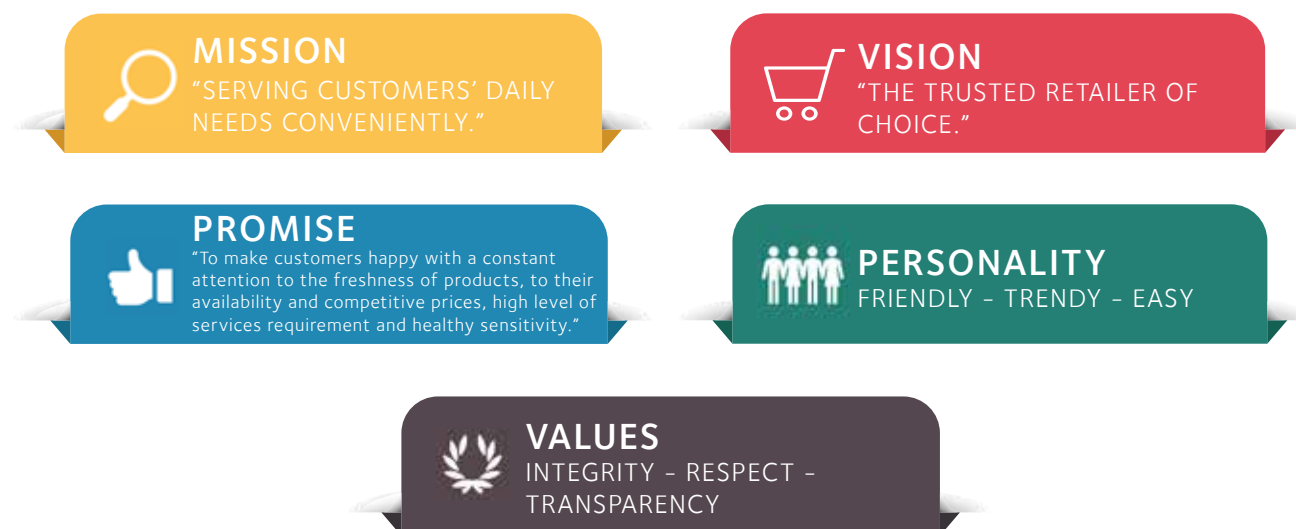 MISSION
“SERVING CUSTOMERS’ DAILY
NEEDS CONVENIENTLY.”
VISION
“THE TRUSTED RETAILER OF
CHOICE.”
PROMISE
“To make customers happy with a constant
attention to the freshness of products, to their
availability and competitive prices, high level of
services requirement and healthy sensitivity.“
PERSONALITY
FRIENDLY – TRENDY – EASY
VALUES
INTEGRITY – RESPECT –
TRANSPARENCY